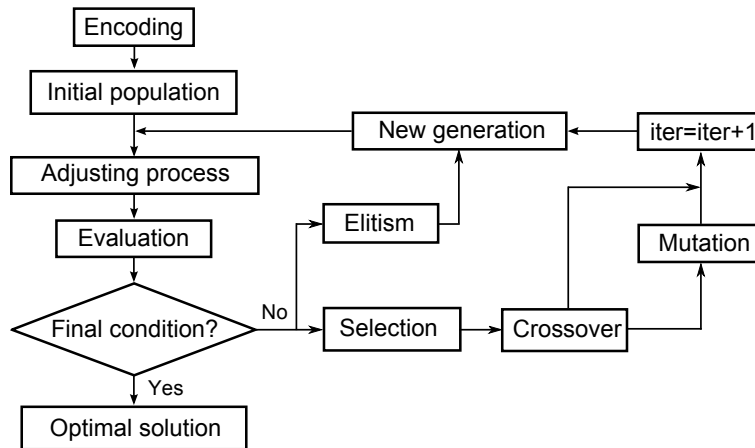 Encoding
Initial population
New generation
iter=iter+1
Adjusting process
Elitism
Evaluation
Mutation
No
Final condition?
Selection
Crossover
Yes
Optimal solution